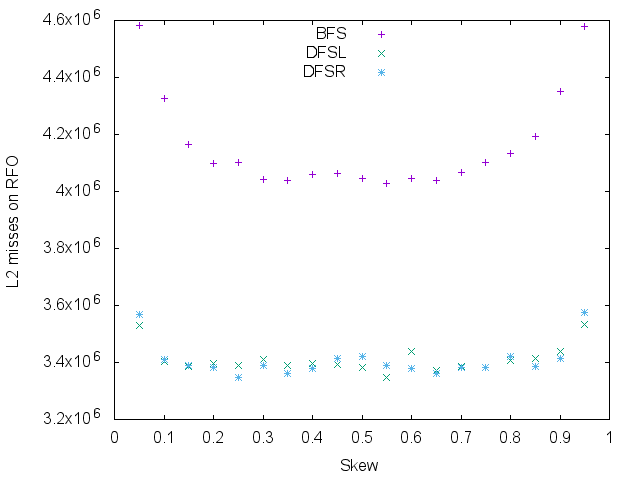 4.6x10^6
4.4x10^6
4.2x10^6
4x10^6
3.8x10^6
3.6x10^6
3.4x10^6
3.2x10^6
L2 misses on RFO
BFS
DFSL
DFSR
0 0.1 0.2 0.3 0.4 0.5 0.6 0.7 0.8 0.9 1
Skew